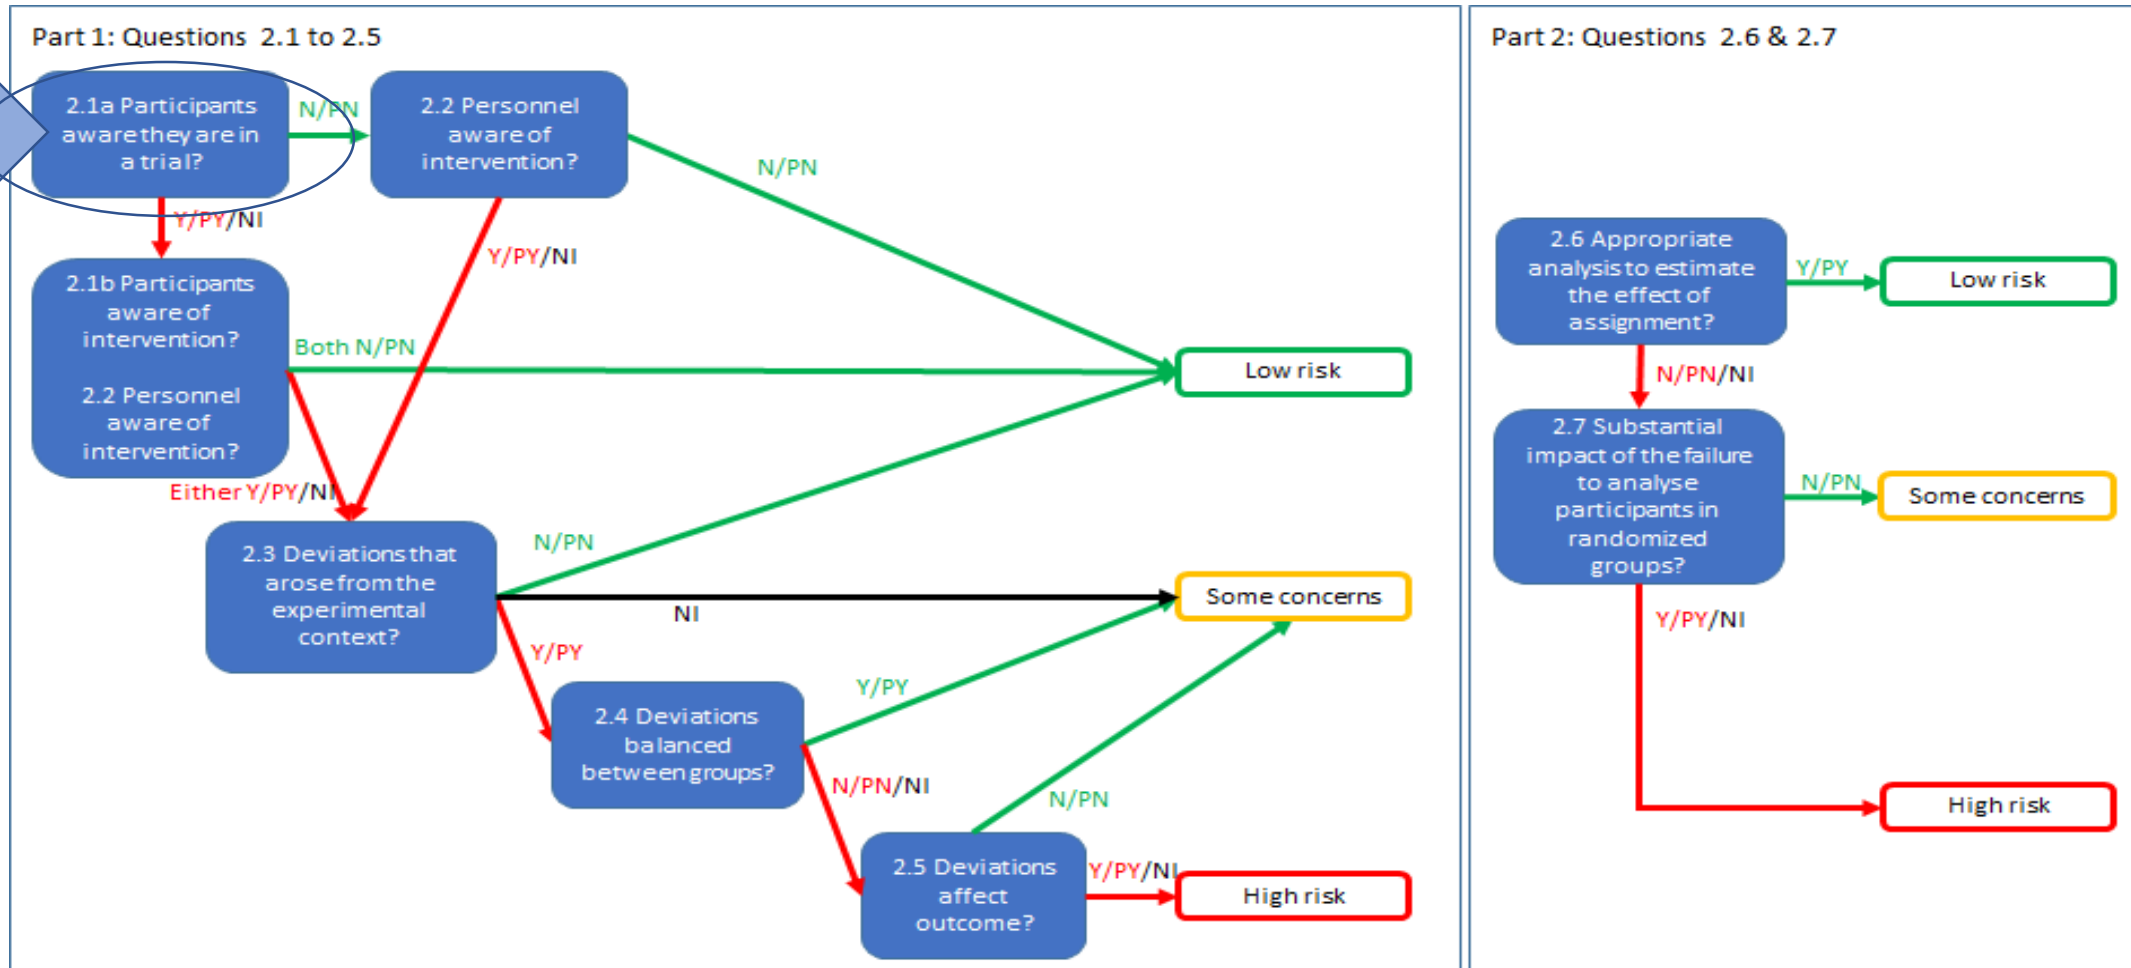 Part 1: Questions 2.1 to 2.5
2.1a Participants
aware they are in
a trial?
N/PN
2.2 Personnel
aware of
intervention?
N/PN
Y/PY/NI
Y/PY/NI
2.1b Participants
aware of
intervention?
2.2 Personnel
aware of
intervention?
Both N/PN
Low risk
Either Y/PY/NI
2.3 Deviations that
arose from the
experimental
context?
N/PN
NI
Some concerns
Y/PY
2.4 Deviations
balanced
between groups?
Y/PY
N/PN/NI
N/PN
2.5 Deviations
affect
outcome?
Y/PY/NI
High risk
Part 2: Questions 2.6 & 2.7
2.6 Appropriate
analysis to estimate
the effect of
assignment?
Y/PY
Low risk
N/PN/NI
2.7 Substantial
impact of the failure
to analyse
participants in
randomized
groups?
N/PN
Some concerns
Y/PY/NI
High risk